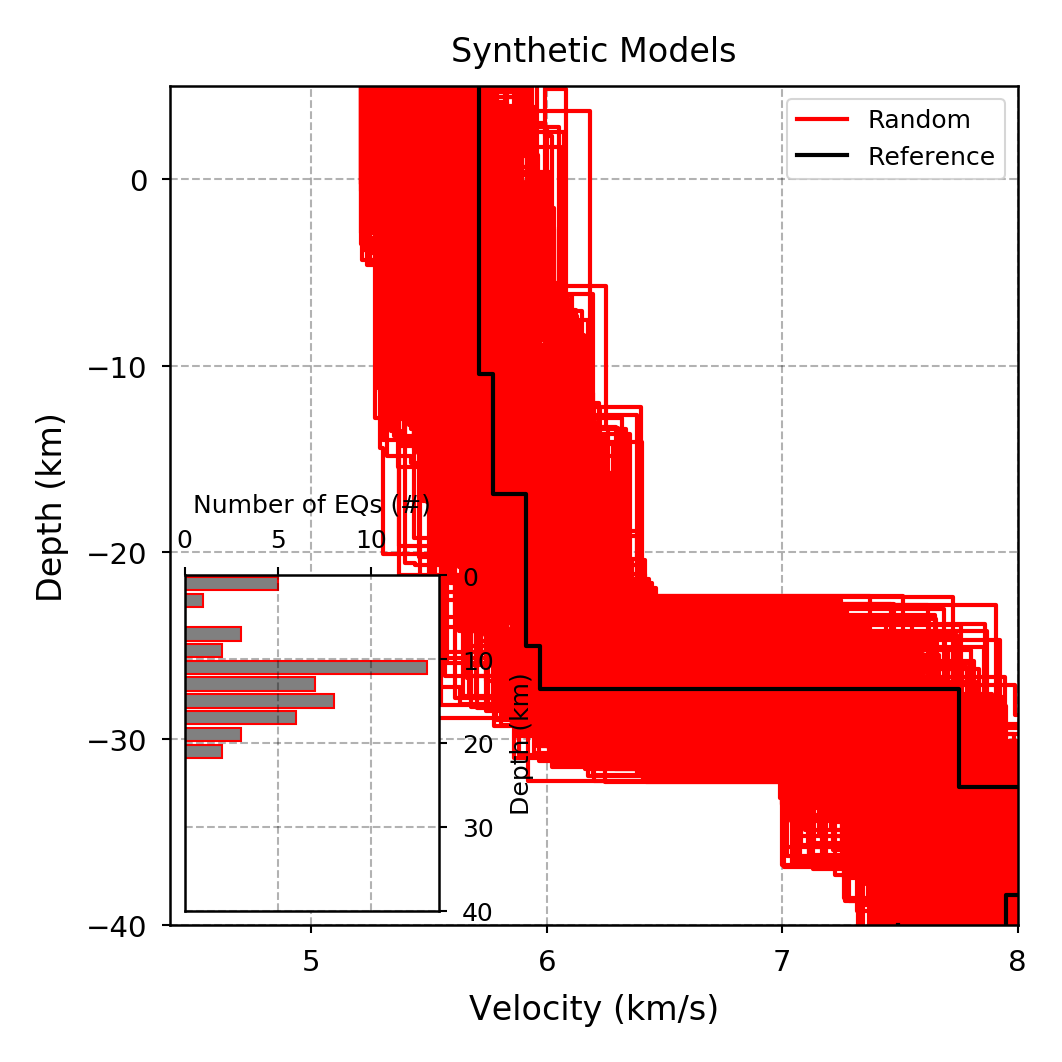 Synthetic Models
Random
Reference
0
−10
−20
−30
−40
Depth (km)
5
6
7
8
Velocity (km/s)
Number of EQs (#)
0
5
10
0
10
20
30
40
Depth (km)